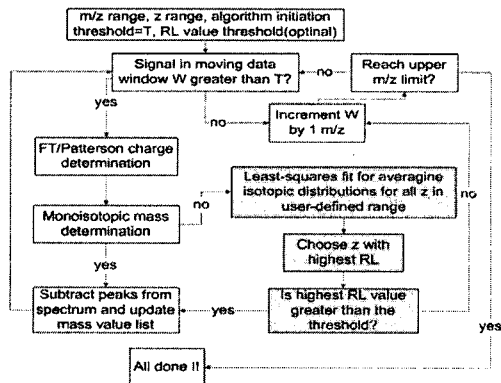 m/z range, z range, algorithm initiation
threshold=T, RL value threshold(optinal)
Signal in moving data
window W greater than T?
no
Reach upper
m/z limit?
yes
no
Increment W
by 1 m/z
FT/Patterson charge
determination
Least-squares fit for averagine
isotopic distributions for all z in
user-defined range
no
Monoisotopic mass
determination
no
Choose z with
highest RL
yes
Subtract peaks from
spectrum and update
mass value list
yes
Is highest RL value
greater than the
threshold?
yes
All done !!